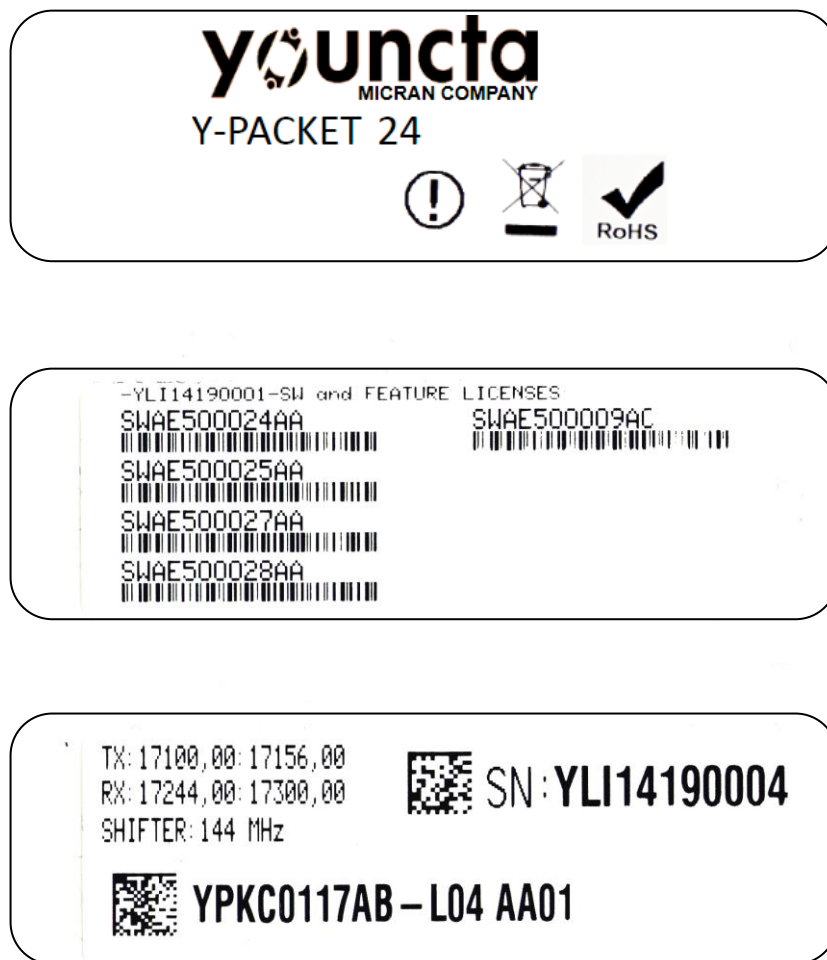 youncta
MICRAN COMPANY
Y-PACKET 24
RoHS
-YLI14190001-SW and FEATURE LICENSES
SWAE500024AA
SWAE500009AC
SWAE500025AA
SWAE500027AA
SWAE500028AA
TX:17100,00:17156,00
RX:17244,00:17300,00
SHIFTER:144 MHz
SN:YLI14190004
YPKC0117AB – L04 AA01